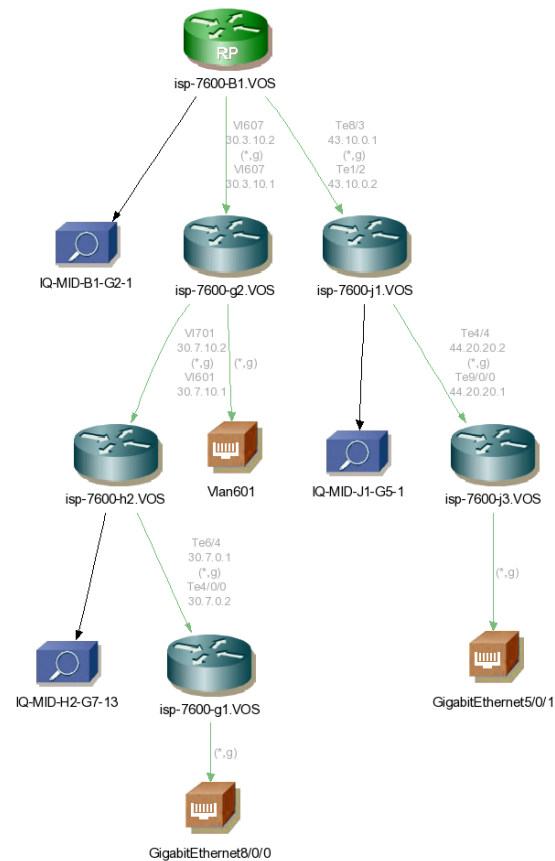 RP
isp-7600-B1.VOS
Vl607
30.3.10.2
(*,g)
Vl607
30.3.10.1
Te8/3
43.10.0.1
(*,g)
Te1/2
43.10.0.2
IQ-MID-B1-G2-1
isp-7600-g2.VOS
isp-7600-j1.VOS
Vl701
30.7.10.2
(*,g)
Vl601
30.7.10.1
(*,g)
Te4/4
44.20.20.2
(*,g)
Te9/0/0
44.20.20.1
isp-7600-h2.VOS
Vlan601
IQ-MID-J1-G5-1
isp-7600-j3.VOS
Te6/4
30.7.0.1
(*,g)
Te4/0/0
30.7.0.2
(*,g)
IQ-MID-H2-G7-13
isp-7600-g1.VOS
GigabitEthernet5/0/1
(*,g)
GigabitEthernet8/0/0